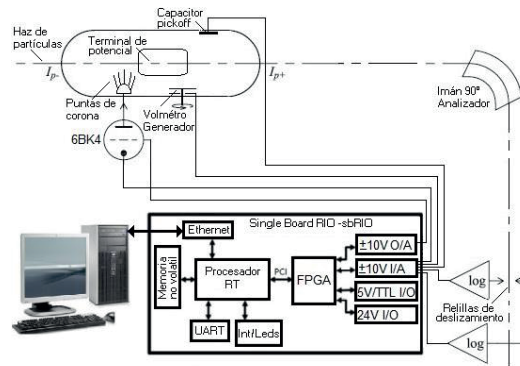 Capacitor
pickoff
Haz de
partículas
Terminal de
potencial
Ip-
Ip+
Puntas de
corona
Volmétro
Generador
Imán 90º
Analizador
6BK4
Single Board RIO -sbRIO
Ethernet
±10V O/A
Memoria
no volatil
Procesador
RT
PCI
FPGA
±10V I/A
5V/TTL I/O
24V I/O
UART
Int/Leds
log
Relillas de
deslizamiento
log